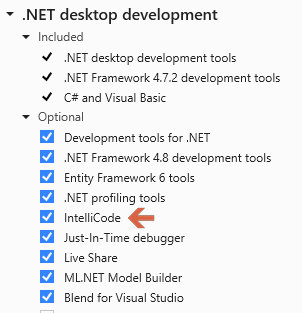 .NET desktop development
Included
.NET desktop development tools
.NET Framework 4.7.2 development tools
C# and Visual Basic
Optional
Development tools for .NET
.NET Framework 4.8 development tools
Entity Framework 6 tools
.NET profiling tools
IntelliCode
Just-In-Time debugger
Live Share
ML.NET Model Builder
Blend for Visual Studio